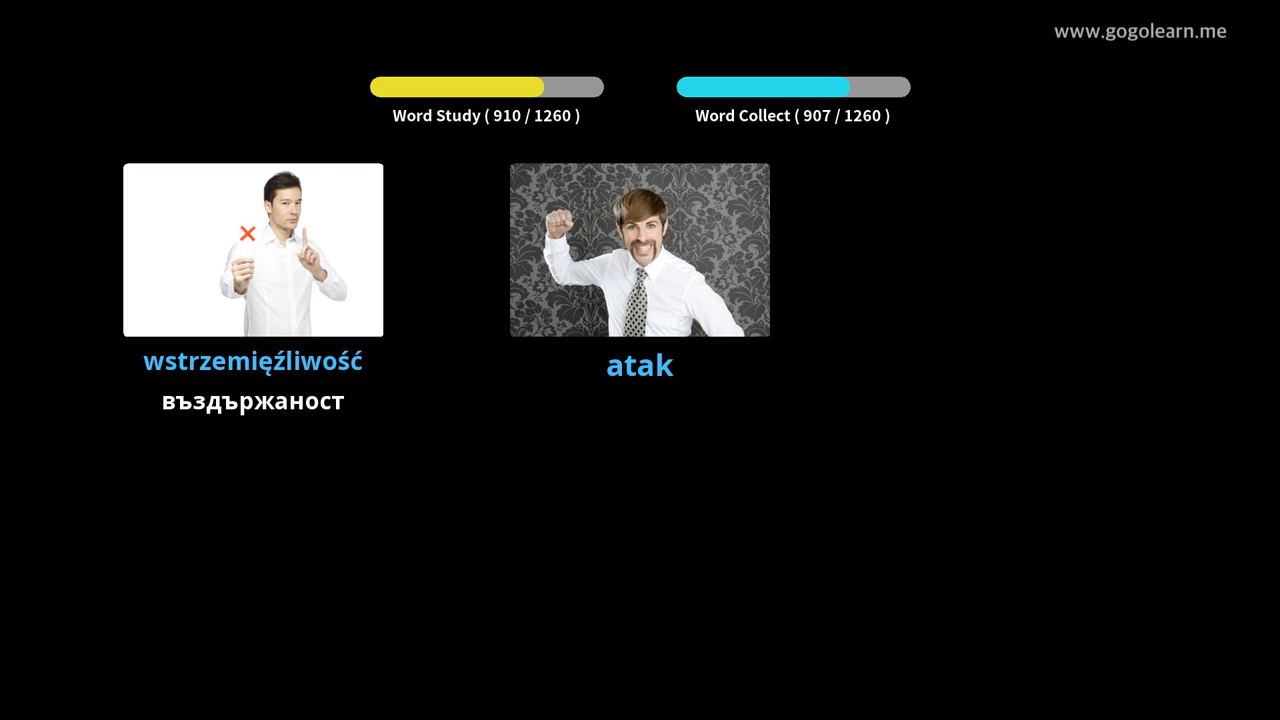 www.gogolearn.me
Word Study ( 910 / 1260 )
Word Collect ( 907 / 1260 )
wstrzemięźliwość
въздържаност
atak